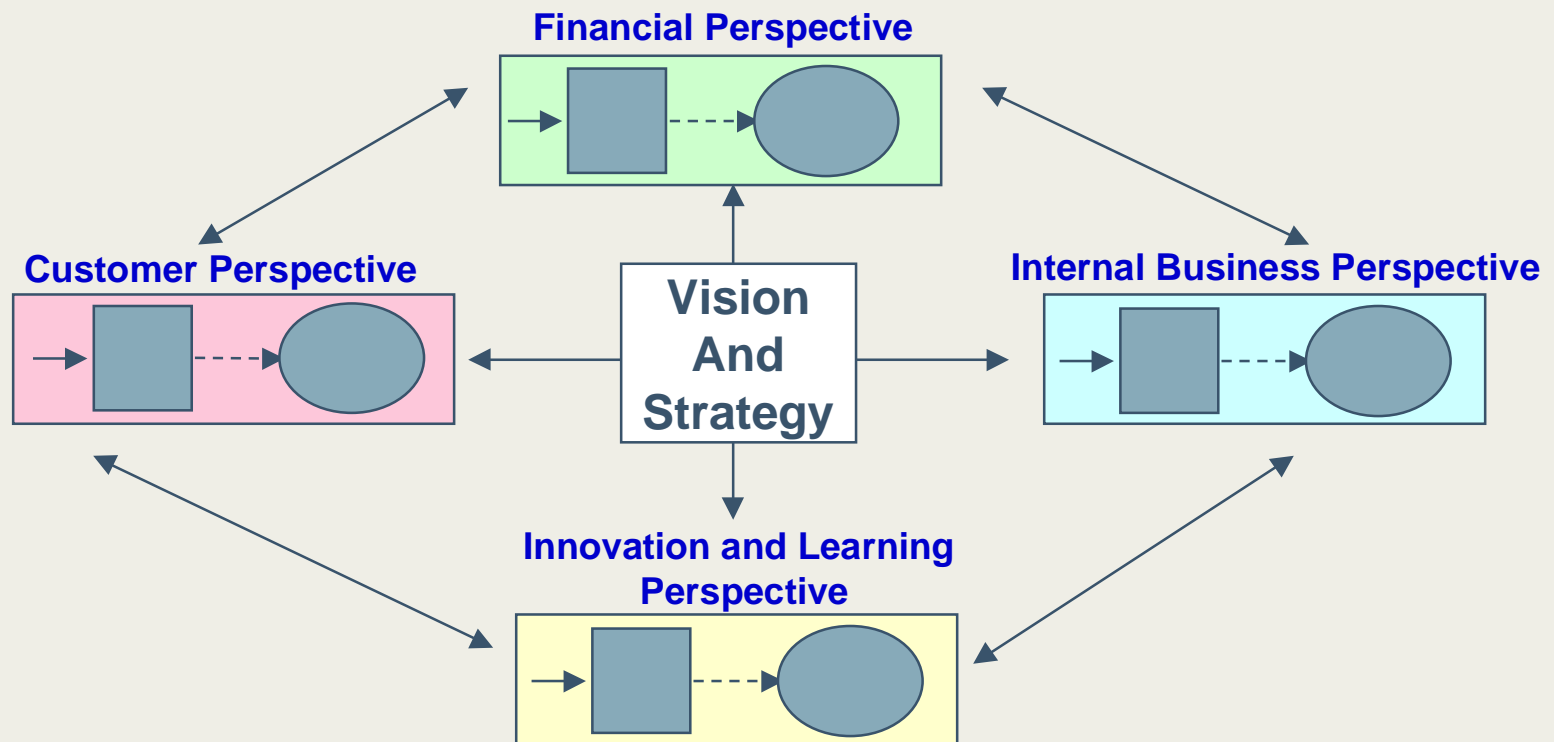 Financial Perspective
Customer Perspective
Internal Business Perspective
Vision
And
Strategy
Innovation and Learning
Perspective